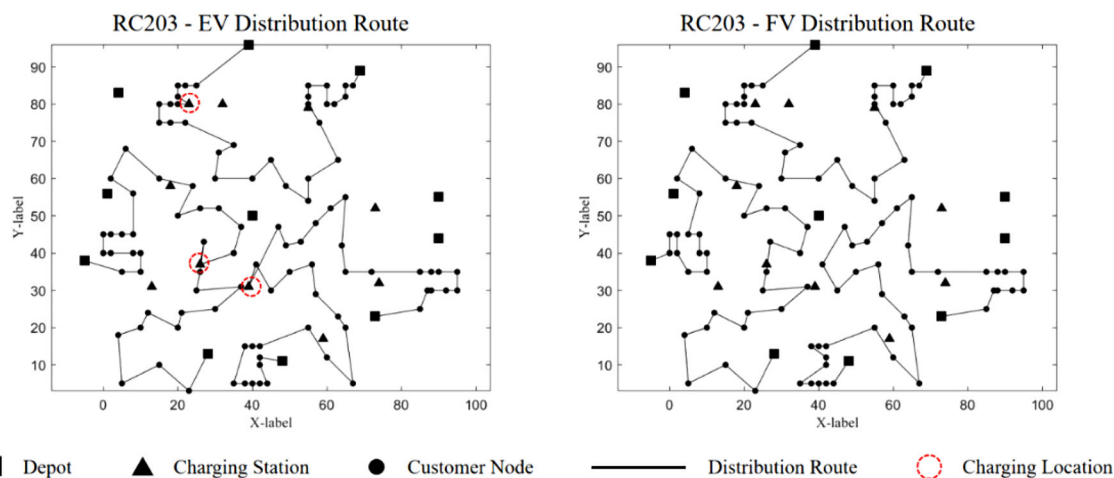 RC203 - EV Distribution Route
RC203 - FV Distribution Route
90
80
70
60
50
40
30
20
10
Y-label
0
20
40
60
80
100
X-label
90
80
70
60
50
40
30
20
10
Y-label
0
20
40
60
80
100
X-label
Depot
Charging Station
Customer Node
Distribution Route
Charging Location